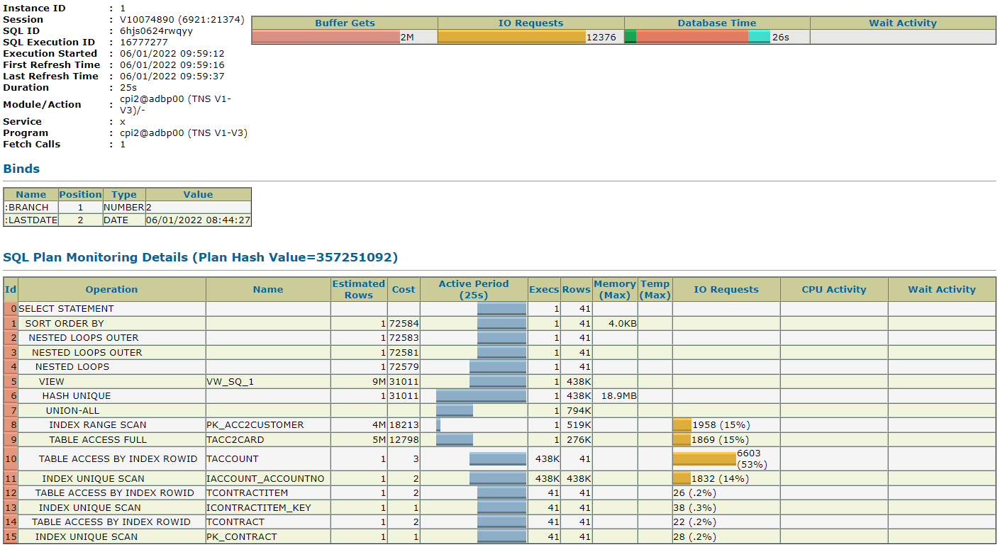 Instance ID : 1
Session : V10074890 (6921:21374)
SQL ID : 6hjs0624rwqyy
SQL Execution ID : 16777277
Execution Started : 06/01/2022 09:59:12
First Refresh Time : 06/01/2022 09:59:16
Last Refresh Time : 06/01/2022 09:59:37
Duration : 25s
Module/Action : cpi2@adbp00 (TNS V1-
V3)/-
Service : x
Program : cpi2@adbp00 (TNS V1-V3)
Fetch Calls : 1
Buffer Gets IO Requests Database Time Wait Activity
2M 12376 26s
Binds
Name Position Type Value
:BRANCH 1 NUMBER 2
:LASTDATE 2 DATE 06/01/2022 08:44:27
SQL Plan Monitoring Details (Plan Hash Value=357251092)
Id Operation Name Estimated Rows Cost Active Period (25s) Execs Rows Memory (Max) Temp (Max) IO Requests CPU Activity Wait Activity
0 SELECT STATEMENT 1 41
1 SORT ORDER BY 1 72584 1 41 4.0KB
2 NESTED LOOPS OUTER 1 72583 1 41
3 NESTED LOOPS OUTER 1 72581 1 41
4 NESTED LOOPS 1 72579 1 41
5 VIEW VW_SQ_1 9M 31011 1 438K
6 HASH UNIQUE 1 31011 1 438K 18.9MB
7 UNION-ALL 1 794K
8 INDEX RANGE SCAN PK_ACC2CUSTOMER 4M 18213 1 519K 1958 (15%)
9 TABLE ACCESS FULL TACC2CARD 5M 12798 1 276K 1869 (15%)
10 TABLE ACCESS BY INDEX ROWID TACCOUNT 1 3 438K 41 6603 (53%)
11 INDEX UNIQUE SCAN IACCOUNT_ACCOUNTNO 1 2 438K 438K 1832 (14%)
12 TABLE ACCESS BY INDEX ROWID TCONTRACTITEM 1 2 41 41 26 (.2%)
13 INDEX UNIQUE SCAN ICONTRACTITEM_KEY 1 1 41 41 38 (.3%)
14 TABLE ACCESS BY INDEX ROWID TCONTRACT 1 2 41 41 22 (.2%)
15 INDEX UNIQUE SCAN PK_CONTRACT 1 1 41 41 28 (.2%)